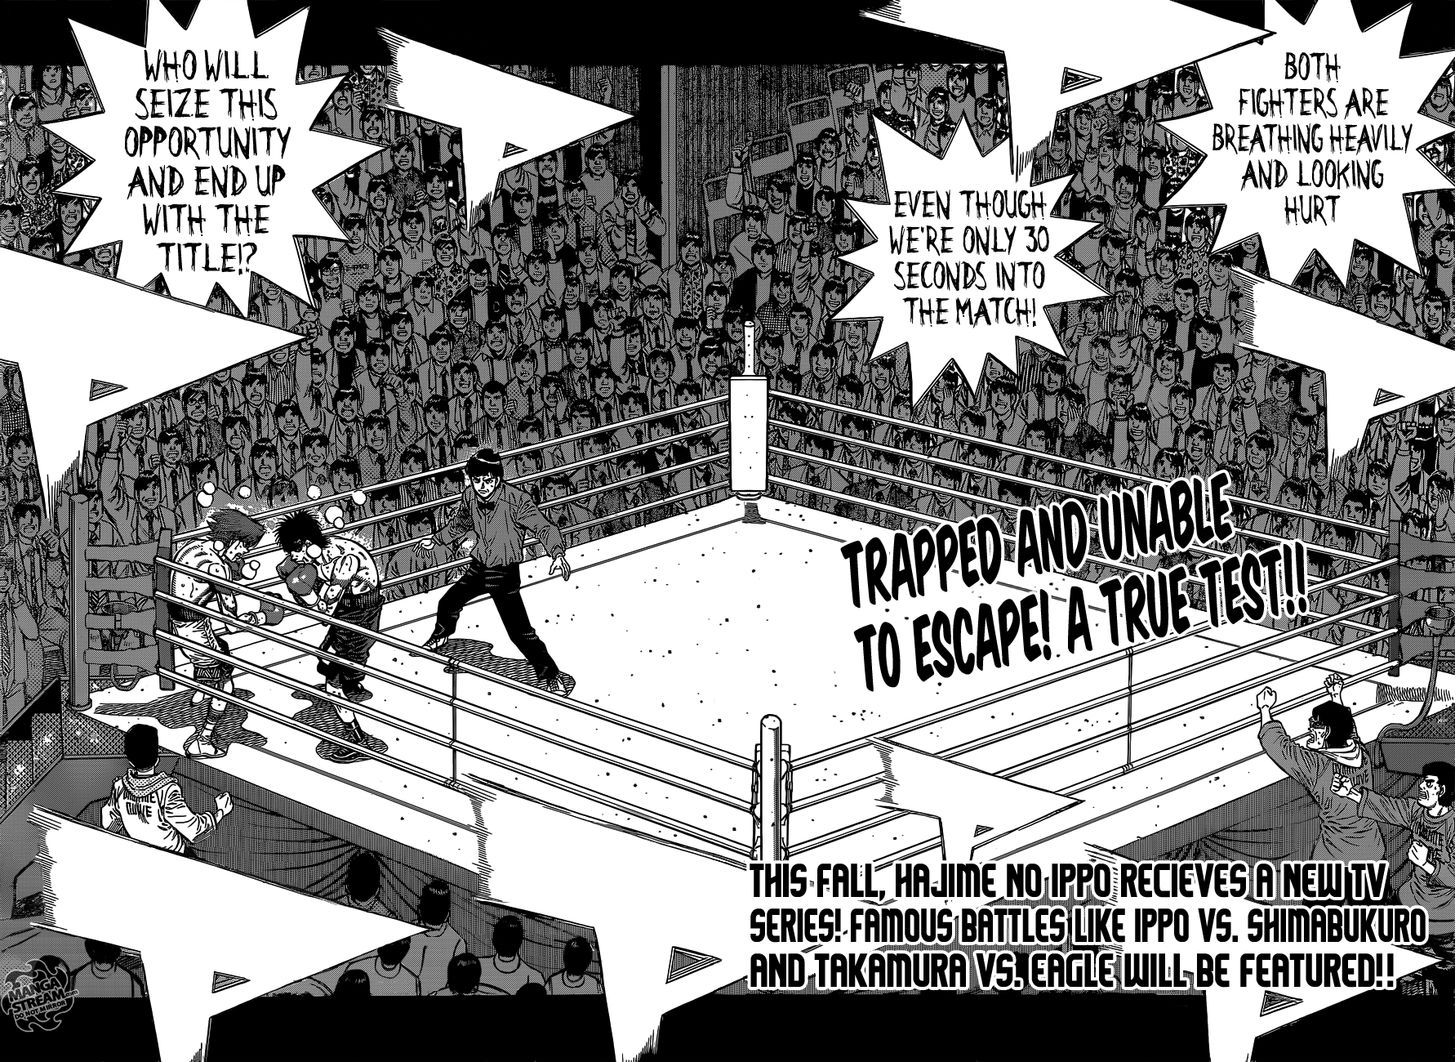 BOTH
FIGHTERS ARE
BREATHING HEAVILY
AND LOOKING
HURT
EVEN THOUGH
WE'RE ONLY 30
SECONDS INTO
THE MATCH!
WHO WILL
SEIZE THIS
OPPORTUNITY
AND END UP
WITH THE
TITLE!?
TRAPPED AND UNABLE
TO ESCAPE! A TRUE TEST!!
THIS FALL, HAJIME NO IPPO RECIEVES A NEW TV
SERIES! FAMOUS BATTLES LIKE IPPO VS. SHIMABUKURO
AND TAKAMURA VS. EAGLE WILL BE FEATURED!!
MANGA
STREAM